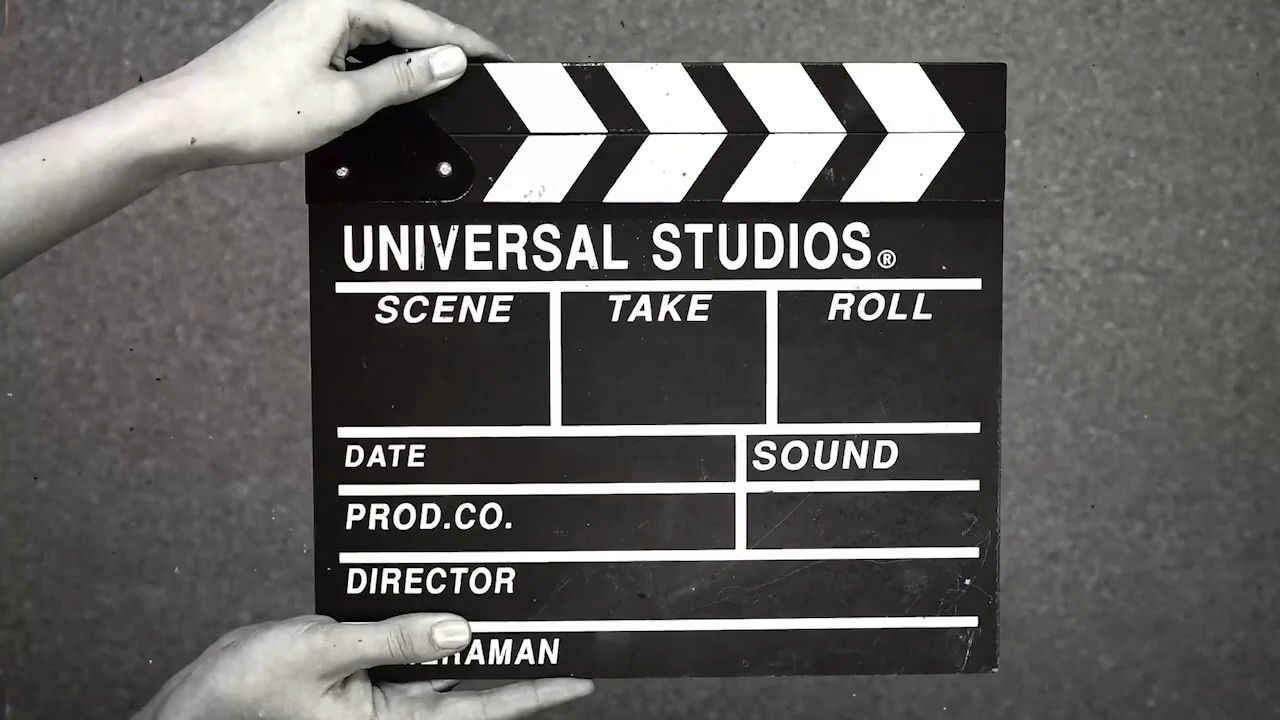 UNIVERSAL STUDIOS®
SCENE TAKE ROLL
DATE SOUND
PROD.CO.
DIRECTOR